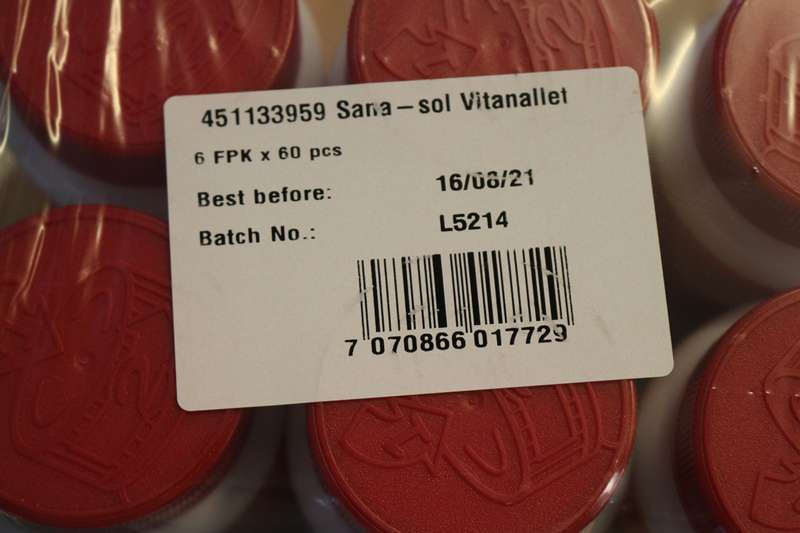 451133959 Sana-sol Vitanallet
6 FPK x 60 pcs
Best before: 16/08/21
Batch No.: L5214
7 070866 017729